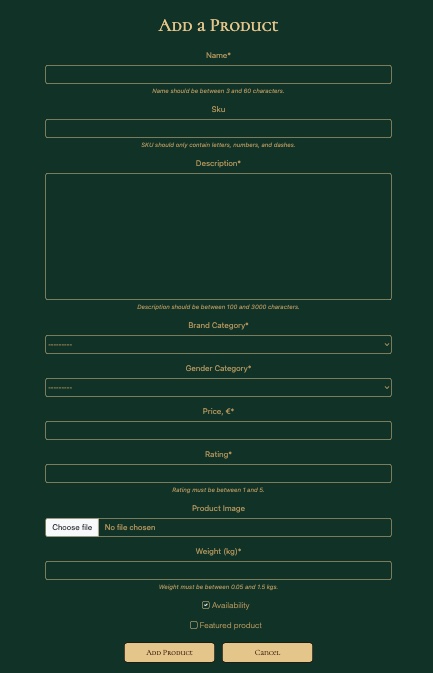 Add a Product
Name*
Name should be between 3 and 60 characters.
Sku
SKU should only contain letters, numbers, and dashes.
Description*
Description should be between 100 and 3000 characters.
Brand Category*
---------
Gender Category*
---------
Price, €*
Rating*
Rating must be between 1 and 5.
Product Image
Choose file No file chosen
Weight (kg)*
Weight must be between 0.05 and 1.5 kgs.
Availability
Featured product
Add Product Cancel